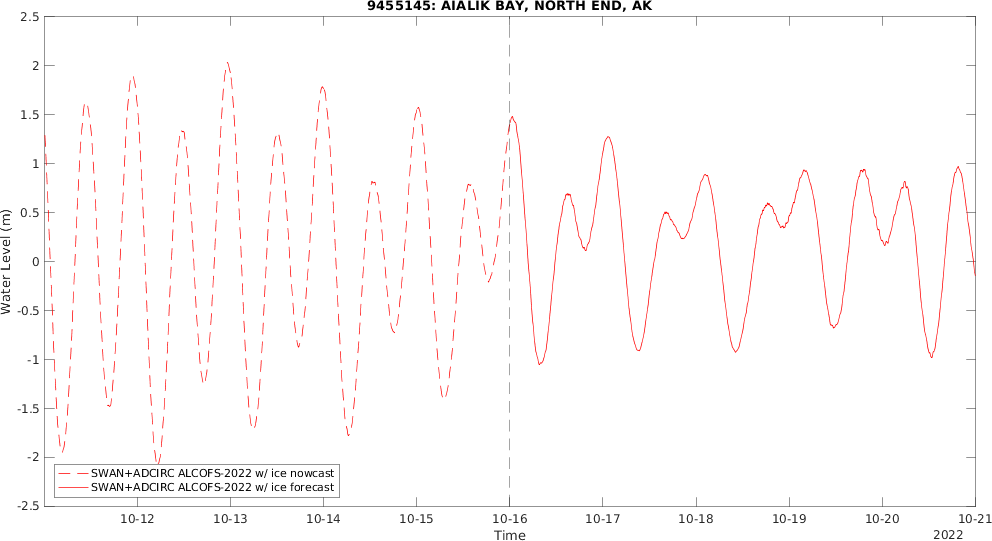 9455145: AIALIK BAY, NORTH END, AK
Water Level (m)
2.5
2
1.5
1
0.5
0
-0.5
-1
-1.5
-2
-2.5
SWAN+ADCIRC ALCOFS-2022 w/ ice nowcast
SWAN+ADCIRC ALCOFS-2022 w/ ice forecast
10-12 10-13 10-14 10-15 10-16 10-17 10-18 10-19 10-20 10-21
Time
2022